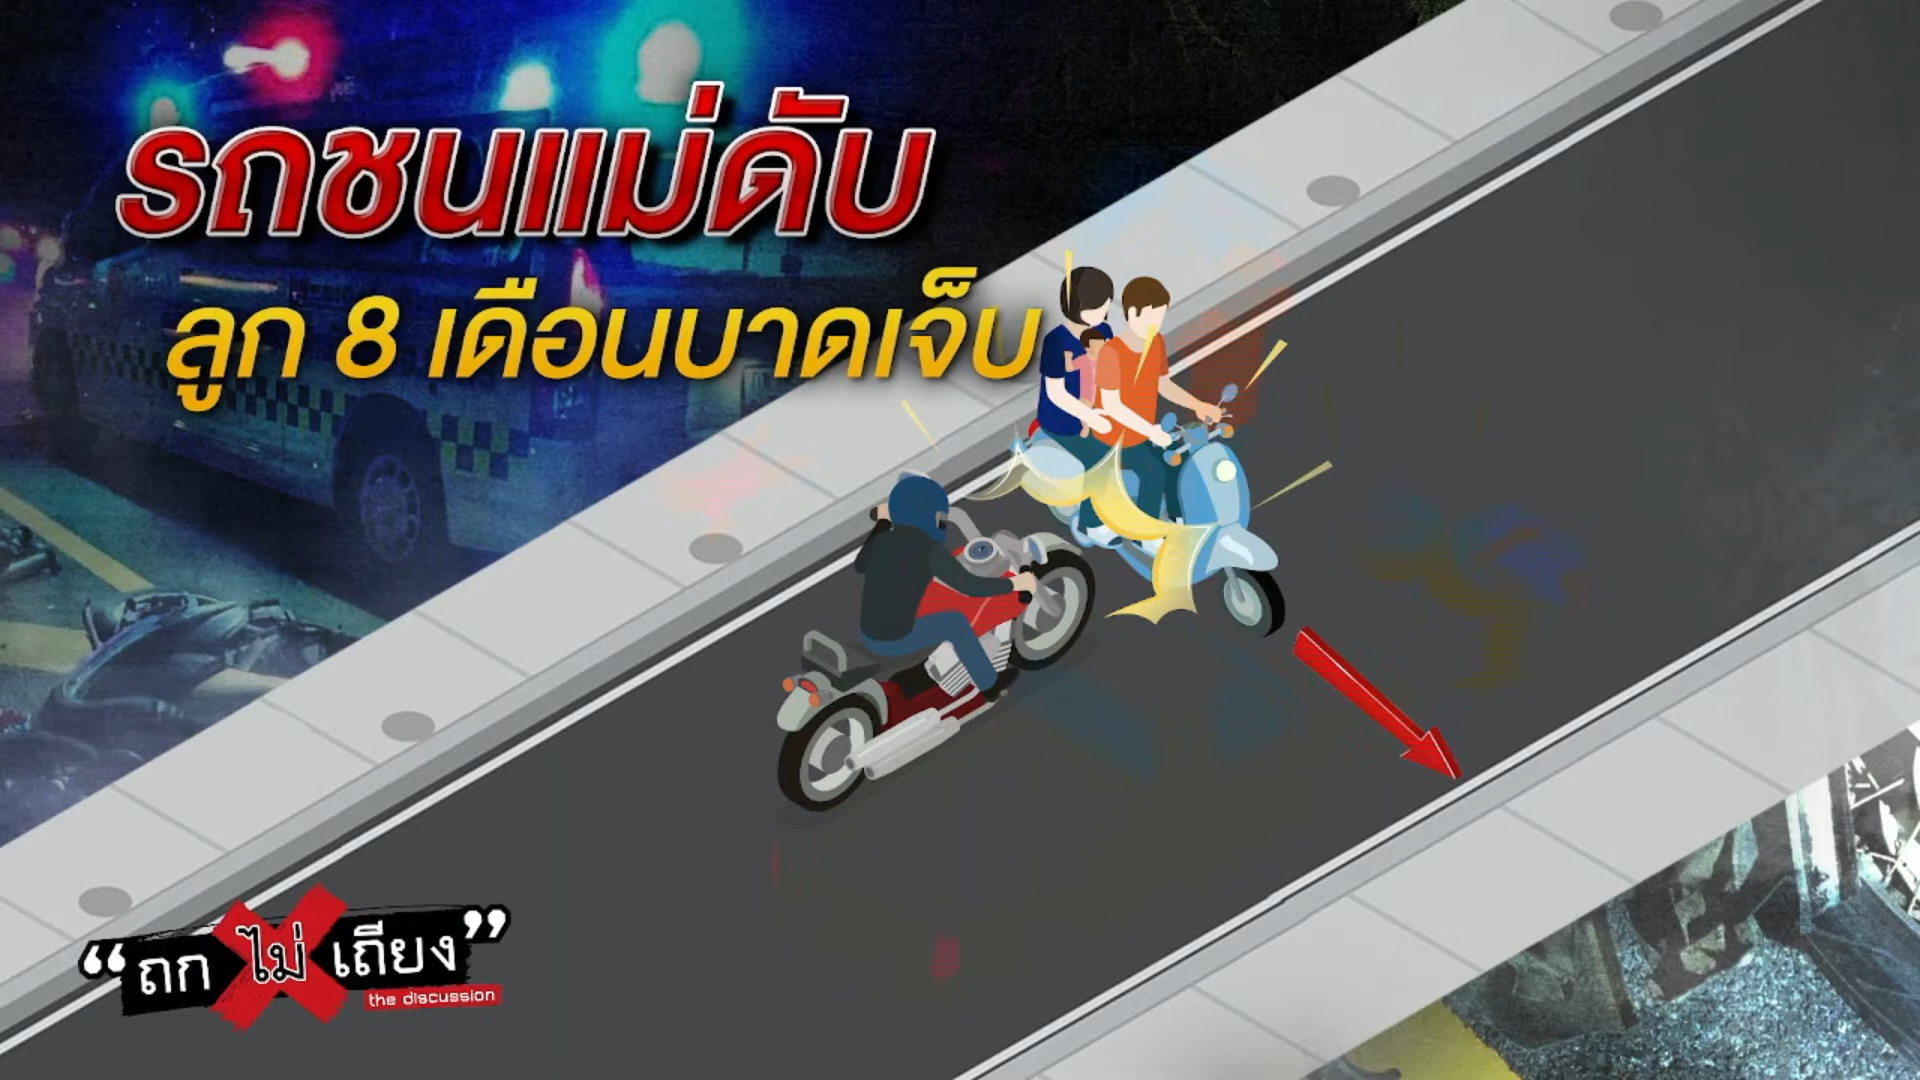 รถชนแม่ดับ
ลูก 8 เดือนบาดเจ็บ
“ถกไม่เถียง”
the discussion